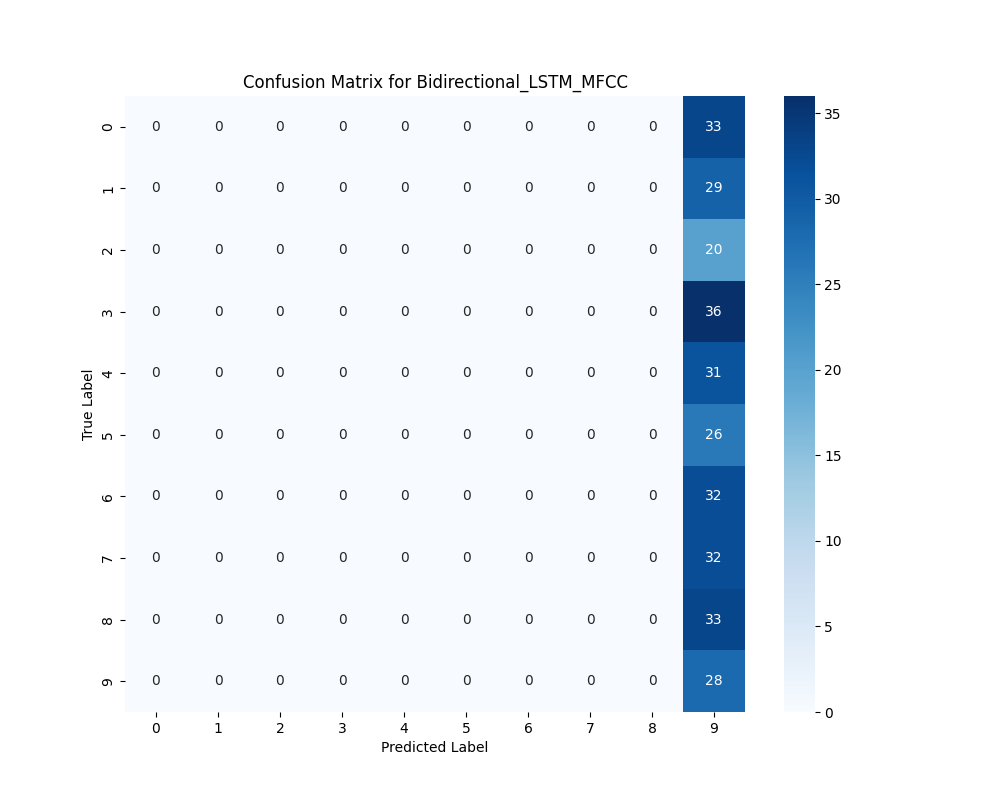 Confusion Matrix for Bidirectional_LSTM_MFCC
0 0 0 0 0 0 0 0 0 0 33
1 0 0 0 0 0 0 0 0 0 29
2 0 0 0 0 0 0 0 0 0 20
3 0 0 0 0 0 0 0 0 0 36
4 0 0 0 0 0 0 0 0 0 31
5 0 0 0 0 0 0 0 0 0 26
6 0 0 0 0 0 0 0 0 0 32
7 0 0 0 0 0 0 0 0 0 32
8 0 0 0 0 0 0 0 0 0 33
9 0 0 0 0 0 0 0 0 0 28
0 1 2 3 4 5 6 7 8 9
Predicted Label
True Label
35
30
25
20
15
10
5
0